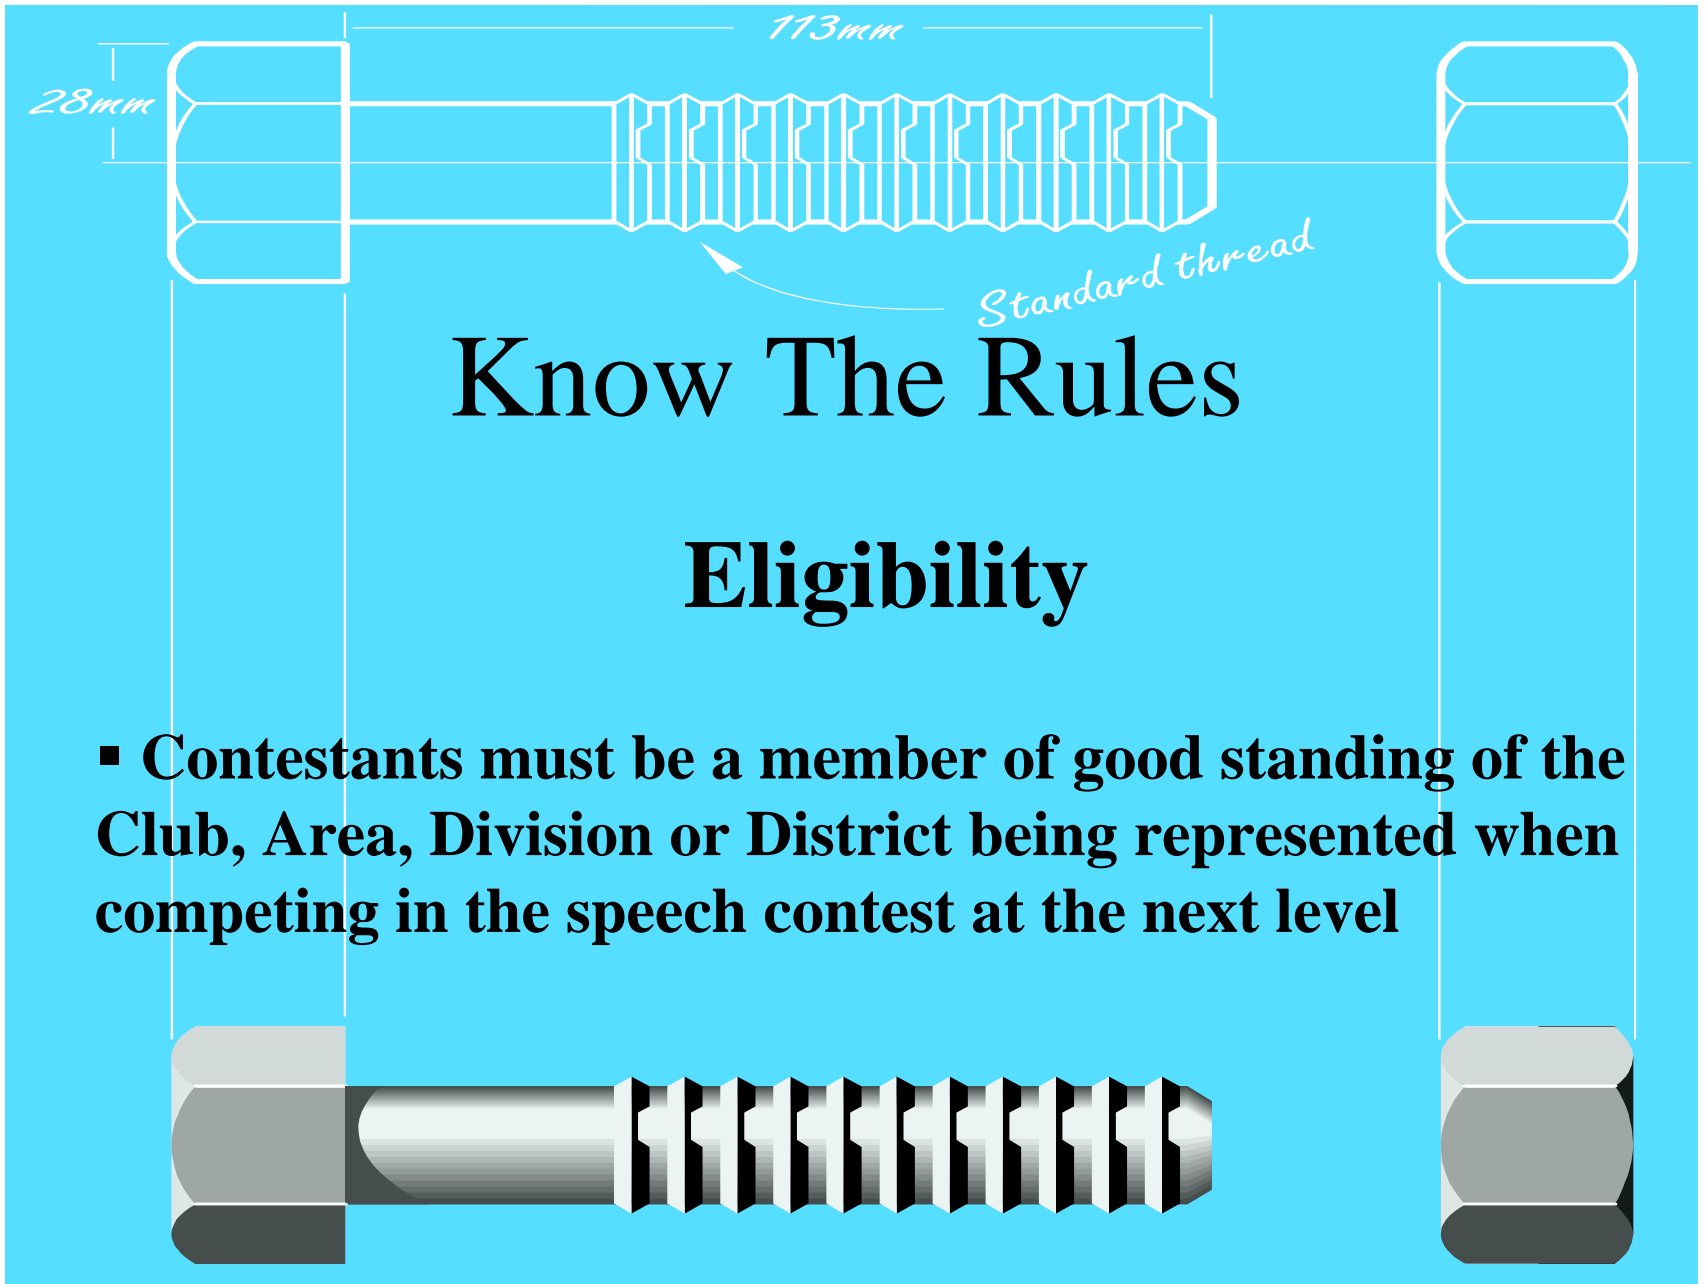 113mm
28mm
Standard thread
Know The Rules
Eligibility
▪ Contestants must be a member of good standing of the
Club, Area, Division or District being represented when
competing in the speech contest at the next level